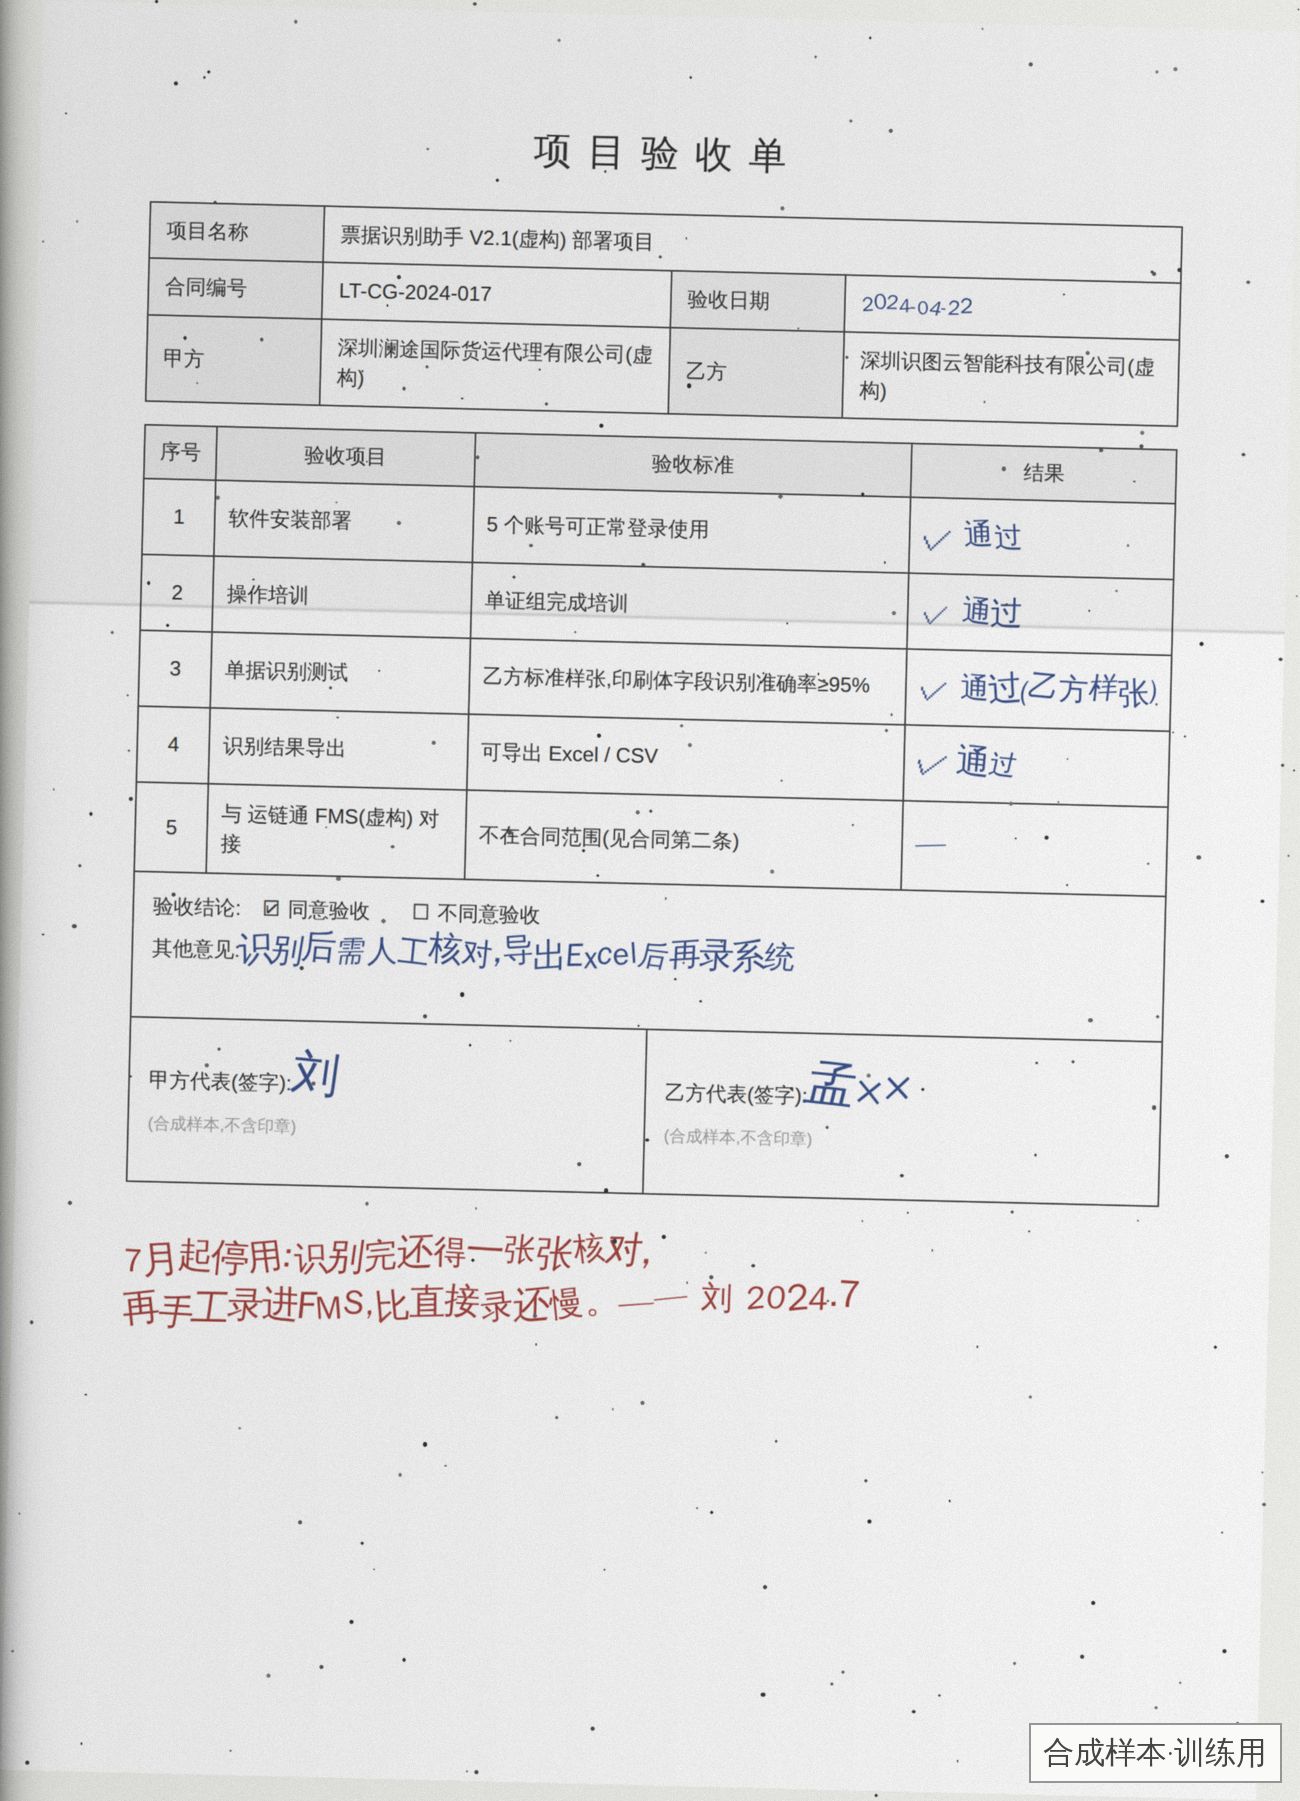 项目验收单
项目名称 票据识别助手 V2.1(虚构) 部署项目
合同编号 LT-CG-2024-017 验收日期 2024-04-22
甲方 深圳澜途国际货运代理有限公司(虚构) 乙方 深圳识图云智能科技有限公司(虚构)
序号 验收项目 验收标准 结果
1 软件安装部署 5 个账号可正常登录使用 ✓ 通过
2 操作培训 单证组完成培训 ✓ 通过
3 单据识别测试 乙方标准样张,印刷体字段识别准确率≥95% ✓ 通过(乙方样张)
4 识别结果导出 可导出 Excel / CSV ✓ 通过
5 与 运链通 FMS(虚构) 对接 不在合同范围(见合同第二条) —
验收结论: ☑ 同意验收 ☐ 不同意验收
其他意见:识别后需人工核对,导出Excel后再录系统
甲方代表(签字):刘 乙方代表(签字):孟××
(合成样本,不含印章) (合成样本,不含印章)
7月起停用:识别完还得一张张核对,
再手工录进FMS,比直接录还慢。—— 刘 2024.7
合成样本·训练用